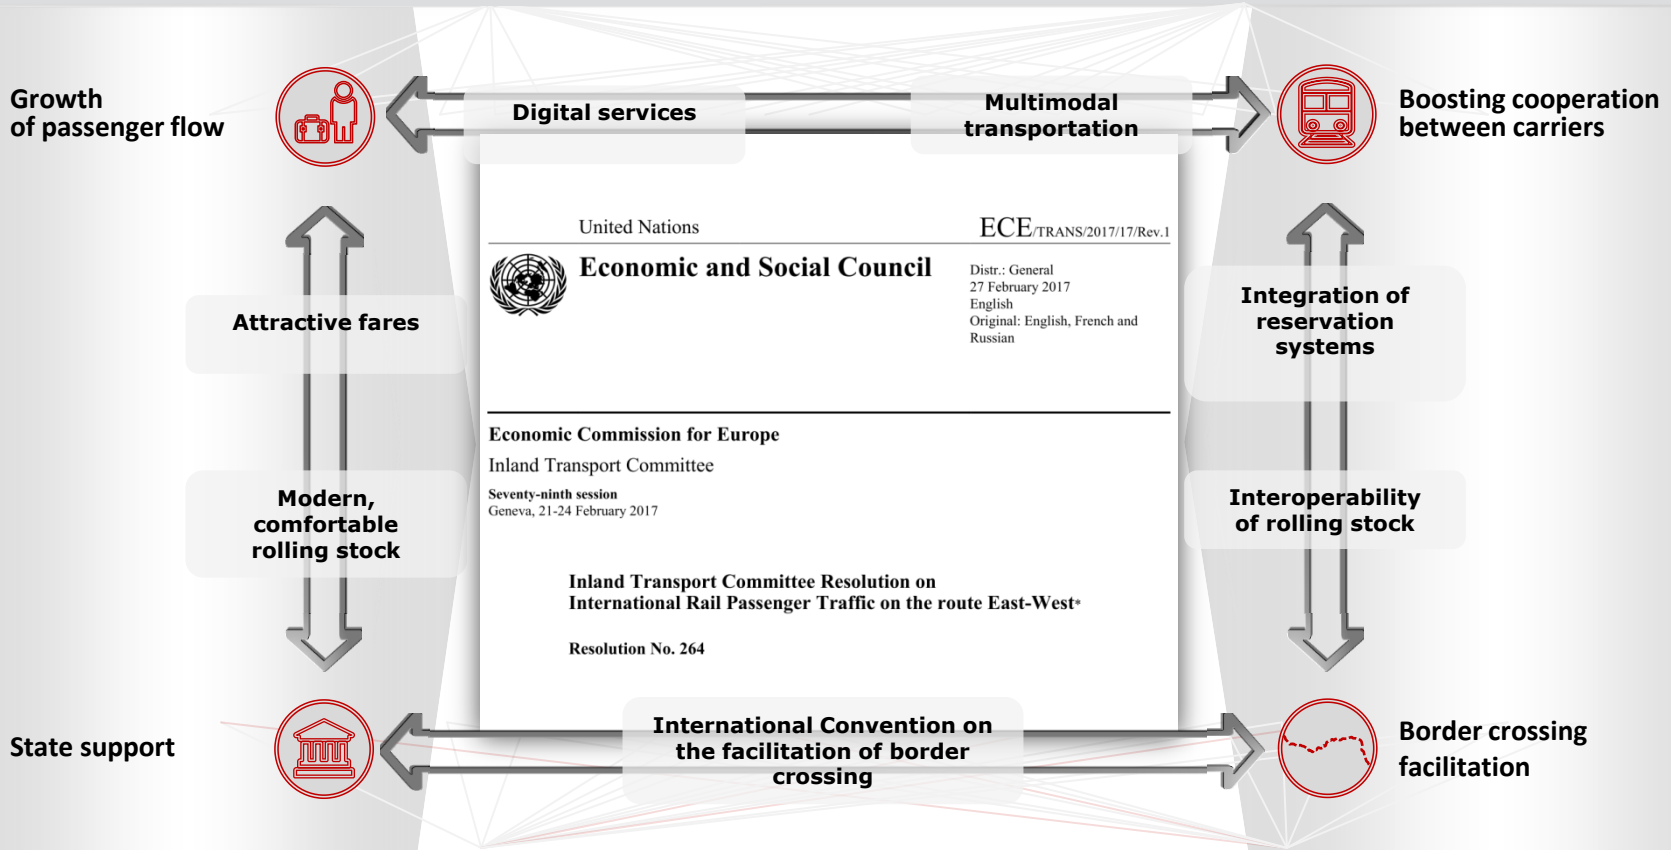 Growth
of passenger flow
Digital services
Multimodal
transportation
Boosting cooperation
between carriers
United Nations
ECE/TRANS/2017/17/Rev.1
Economic and Social Council
Distr.: General
27 February 2017
English
Original: English, French and
Russian
Attractive fares
Integration of
reservation
systems
Economic Commission for Europe
Inland Transport Committee
Seventy-ninth session
Geneva, 21-24 February 2017
Modern,
comfortable
rolling stock
Interoperability
of rolling stock
Inland Transport Committee Resolution on
International Rail Passenger Traffic on the route East-West*
Resolution No. 264
State support
International Convention on
the facilitation of border
crossing
Border crossing
facilitation